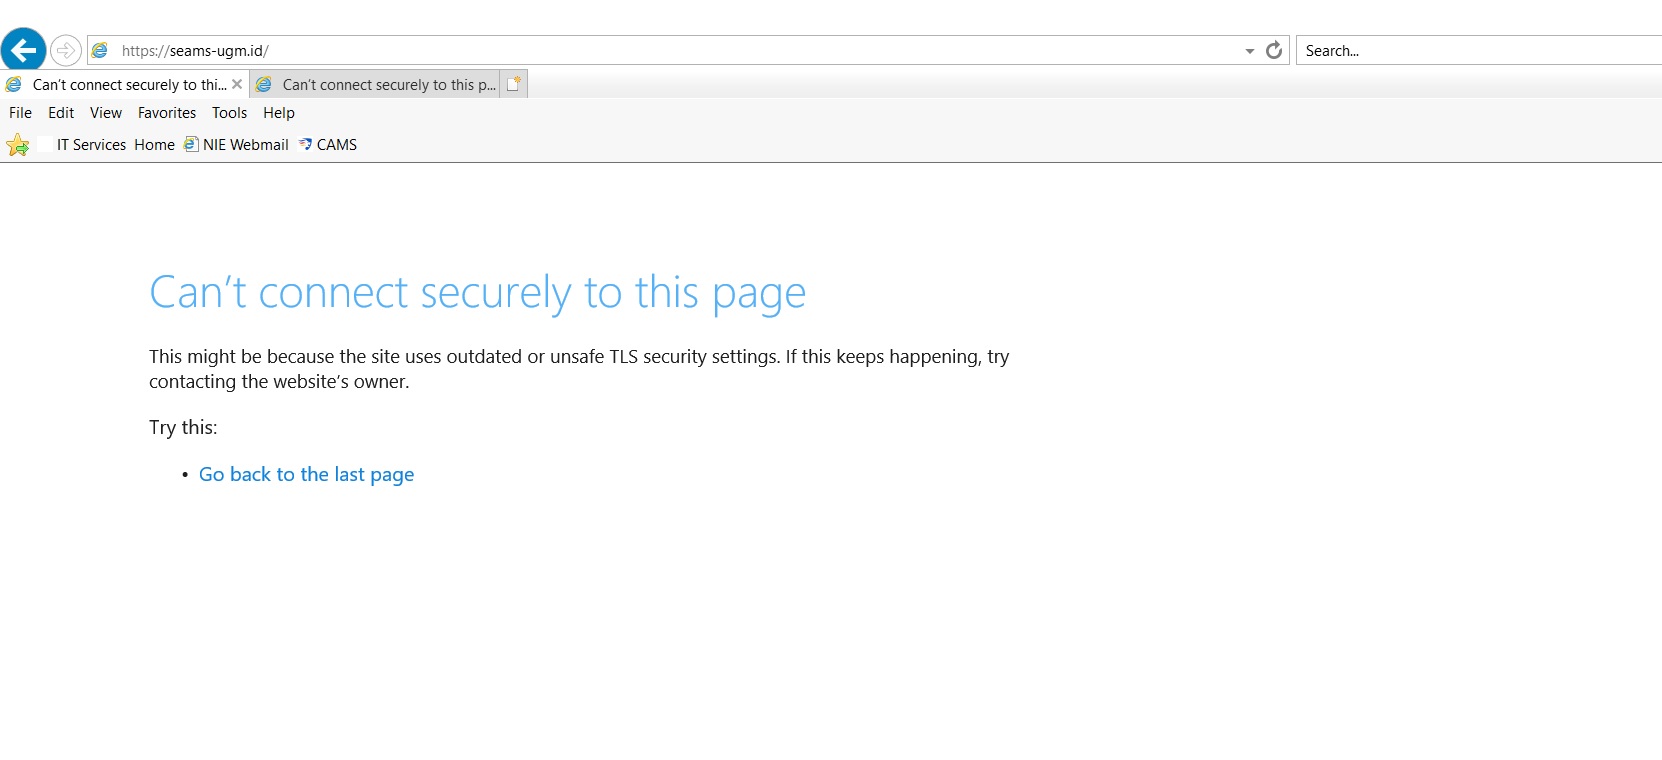 https://seams-ugm.id/
Search...
Can't connect securely to thi...
Can't connect securely to this p...
File Edit View Favorites Tools Help
IT Services Home NIE Webmail CAMS
Can't connect securely to this page
This might be because the site uses outdated or unsafe TLS security settings. If this keeps happening, try
contacting the website's owner.
Try this:
• Go back to the last page